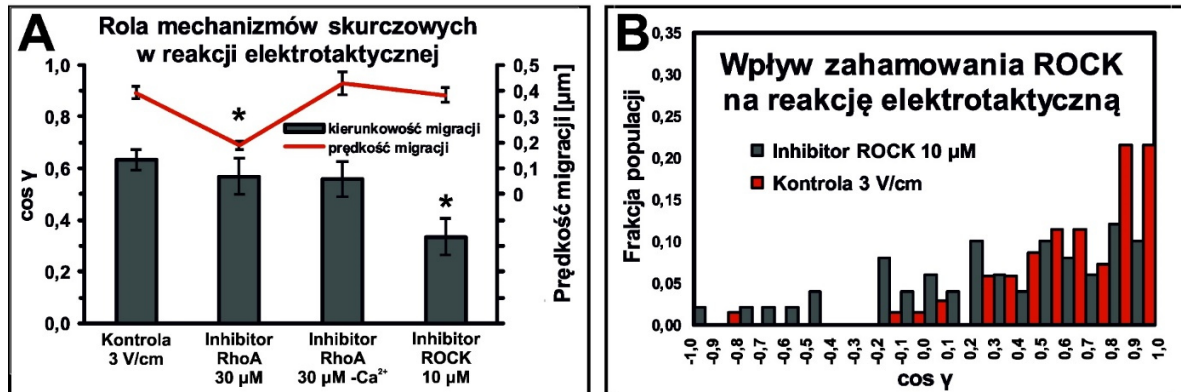 A
Rola mechanizmów skurczowych
w reakcji elektrotaktycznej
1,0
0,8
0,6
0,4
0,2
0,0
cos γ
0,5
0,4
0,3
0,2
0,1
0
Prędkość migracji [µm]
*
kierunkowość migracji
prędkość migracji
*
Kontrola
3 V/cm
Inhibitor
RhoA
30 µM
Inhibitor
RhoA
30 µM -Ca²⁺
Inhibitor
ROCK
10 µM
B
Wpływ zahamowania ROCK
na reakcję elektrotaktyczną
Inhibitor ROCK 10 µM
Kontrola 3 V/cm
0,35
0,30
0,25
0,20
0,15
0,10
0,05
0,00
Frakcja populacji
-1,0
-0,9
-0,8
-0,7
-0,6
-0,5
-0,2
-0,1
0,0
0,1
0,2
0,3
0,4
0,5
0,6
0,7
0,8
0,9
1,0
cos γ